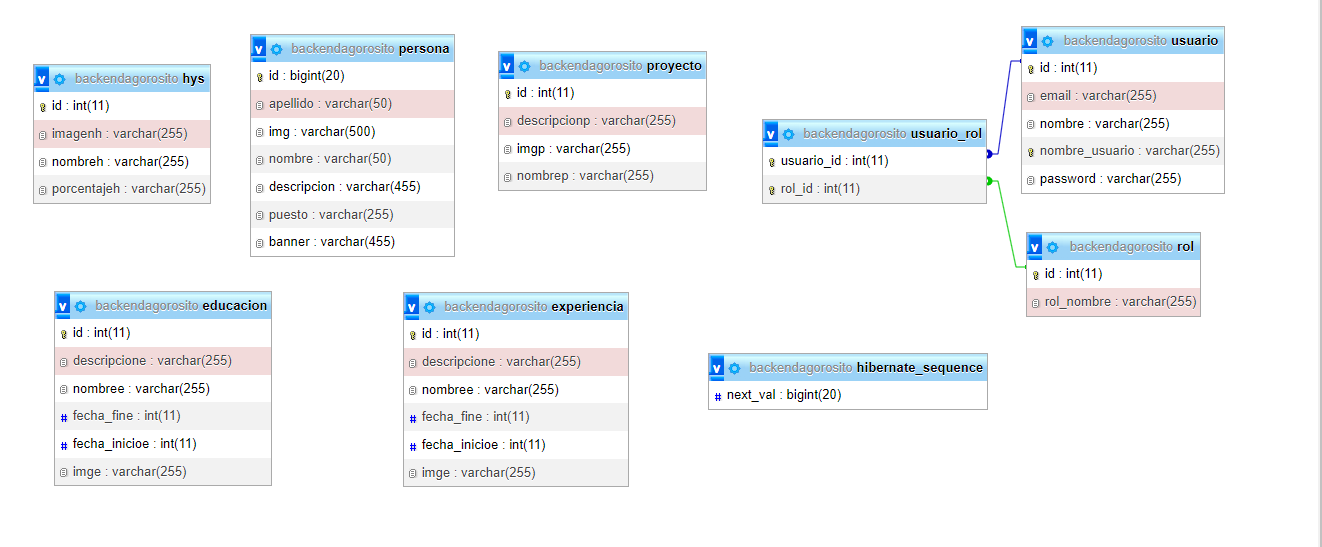 v backendagorosito hys
id : int(11)
imagenh : varchar(255)
nombreh : varchar(255)
porcentajeh : varchar(255)
v backendagorosito persona
id : bigint(20)
apellido : varchar(50)
img : varchar(500)
nombre : varchar(50)
descripcion : varchar(455)
puesto : varchar(255)
banner : varchar(455)
v backendagorosito proyecto
id : int(11)
descripcionp : varchar(255)
imgp : varchar(255)
nombrep : varchar(255)
v backendagorosito usuario_rol
usuario_id : int(11)
rol_id : int(11)
v backendagorosito usuario
id : int(11)
email : varchar(255)
nombre : varchar(255)
nombre_usuario : varchar(255)
password : varchar(255)
v backendagorosito rol
id : int(11)
rol_nombre : varchar(255)
v backendagorosito educacion
id : int(11)
descripcione : varchar(255)
nombree : varchar(255)
# fecha_fine : int(11)
# fecha_inicioe : int(11)
imge : varchar(255)
v backendagorosito experiencia
id : int(11)
descripcione : varchar(255)
nombree : varchar(255)
# fecha_fine : int(11)
# fecha_inicioe : int(11)
imge : varchar(255)
v backendagorosito hibernate_sequence
# next_val : bigint(20)